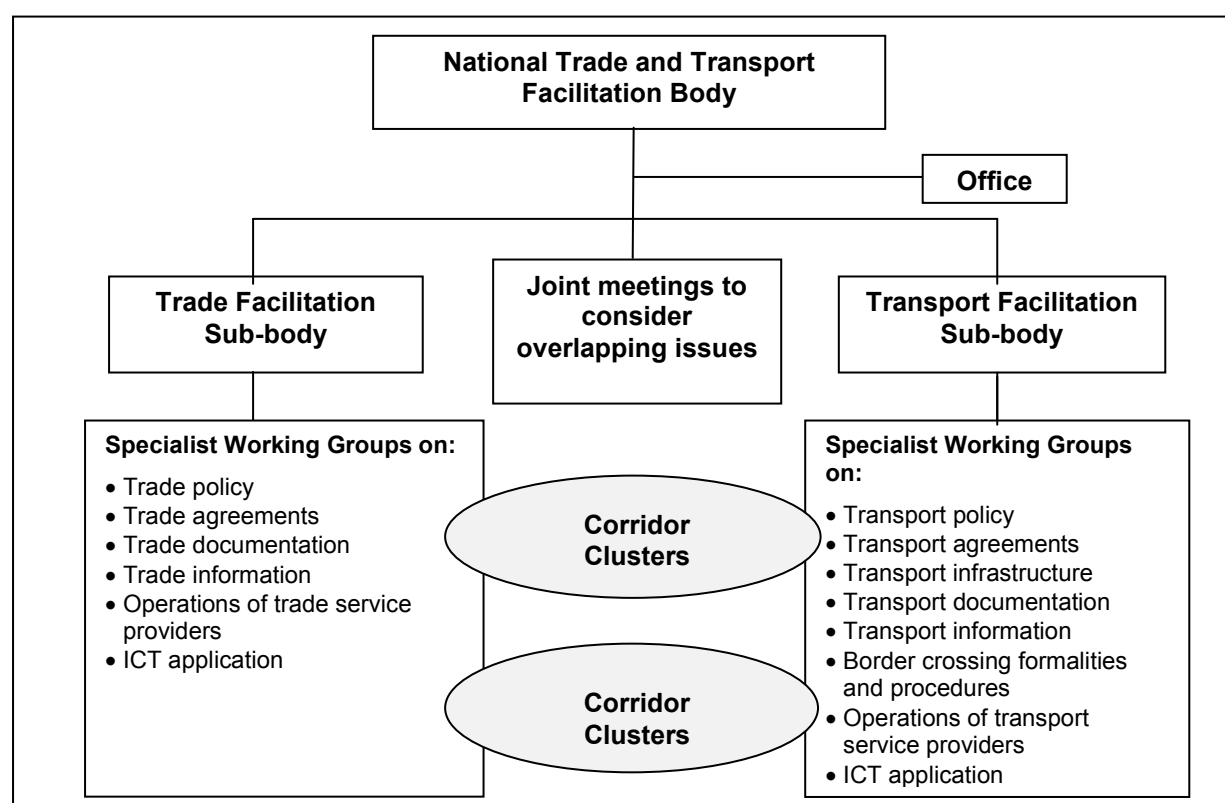 National Trade and Transport
Facilitation Body
Office
Trade Facilitation
Sub-body
Joint meetings to
consider
overlapping issues
Transport Facilitation
Sub-body
Specialist Working Groups on:
• Trade policy
• Trade agreements
• Trade documentation
• Trade information
• Operations of trade service
providers
• ICT application
Corridor
Clusters
Corridor
Clusters
Specialist Working Groups
on:
• Transport policy
• Transport agreements
• Transport infrastructure
• Transport documentation
• Transport information
• Border crossing formalities
and procedures
• Operations of transport
service providers
• ICT application